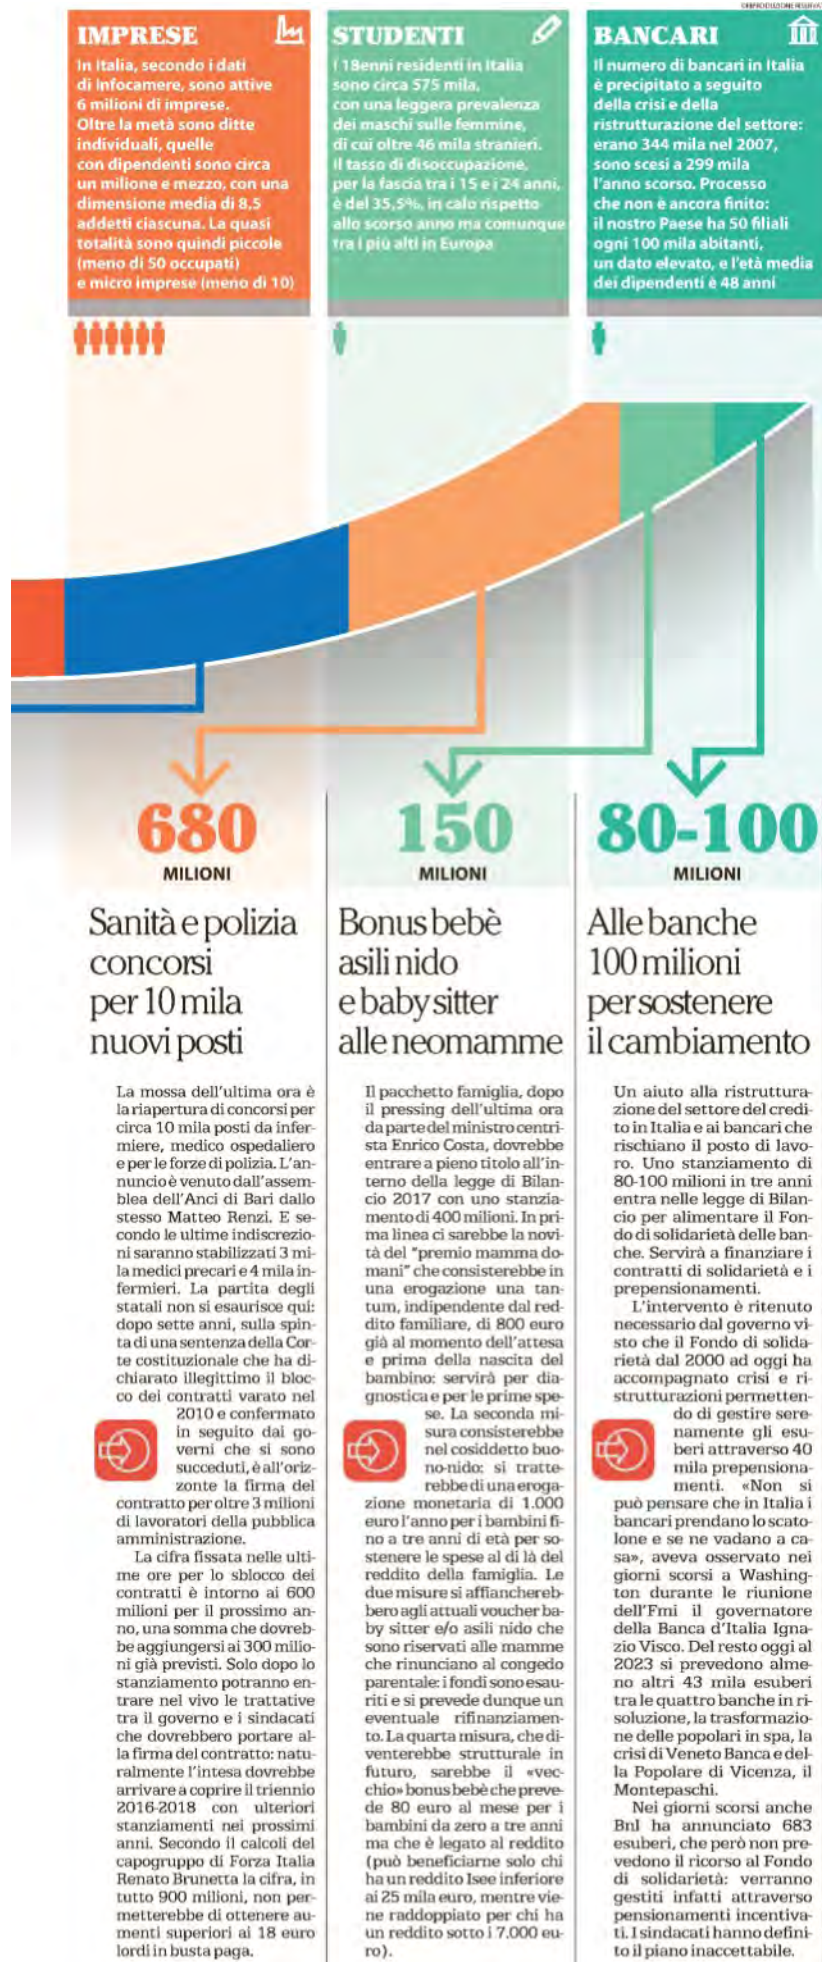 ©RIPRODUZIONE RISERVATA
IMPRESE
In Italia, secondo i dati
di Infocamere, sono attive
6 milioni di imprese.
Oltre la metà sono ditte
individuali, quelle
con dipendenti sono circa
un milione e mezzo, con una
dimensione media di 8,5
addetti ciascuna. La quasi
totalità sono quindi piccole
(meno di 50 occupati)
e micro imprese (meno di 10)
STUDENTI
I 18enni residenti in Italia
sono circa 575 mila,
con una leggera prevalenza
dei maschi sulle femmine,
di cui oltre 46 mila stranieri.
Il tasso di disoccupazione,
per la fascia tra i 15 e i 24 anni,
è del 35,5%, in calo rispetto
allo scorso anno ma comunque
tra i più alti in Europa
BANCARI
Il numero di bancari in Italia
è precipitato a seguito
della crisi e della
ristrutturazione del settore:
erano 344 mila nel 2007,
sono scesi a 299 mila
l'anno scorso. Processo
che non è ancora finito:
il nostro Paese ha 50 filiali
ogni 100 mila abitanti,
un dato elevato, e l'età media
dei dipendenti è 48 anni
680
MILIONI
Sanità e polizia
concorsi
per 10 mila
nuovi posti
La mossa dell'ultima ora è
la riapertura di concorsi per
circa 10 mila posti da infer-
miere, medico ospedaliero
e per le forze di polizia. L'an-
nuncio è venuto dall'assem-
blea dell'Anci di Bari dallo
stesso Matteo Renzi. E se-
condo le ultime indiscrezio-
ni saranno stabilizzati 3 mi-
la medici precari e 4 mila in-
fermieri. La partita degli
statali non si esaurisce qui:
dopo sette anni, sulla spin-
ta di una sentenza della Cor-
te costituzionale che ha di-
chiarato illegittimo il bloc-
co dei contratti varato nel
2010 e confermato
in seguito dai go-
verni che si sono
succeduti, è all'oriz-
zonte la firma del
contratto per oltre 3 milioni
di lavoratori della pubblica
amministrazione.
La cifra fissata nelle ulti-
me ore per lo sblocco dei
contratti è intorno ai 600
milioni per il prossimo an-
no, una somma che dovreb-
be aggiungersi ai 300 milio-
ni già previsti. Solo dopo lo
stanziamento potranno en-
trare nel vivo le trattative
tra il governo e i sindacati
che dovrebbero portare al-
la firma del contratto: natu-
ralmente l'intesa dovrebbe
arrivare a coprire il triennio
2016-2018 con ulteriori
stanziamenti nei prossimi
anni. Secondo il calcoli del
capogruppo di Forza Italia
Renato Brunetta la cifra, in
tutto 900 milioni, non per-
metterebbe di ottenere au-
menti superiori ai 18 euro
lordi in busta paga.
150
MILIONI
Bonus bebè
asili nido
e baby sitter
alle neomamme
Il pacchetto famiglia, dopo
il pressing dell'ultima ora
da parte del ministro centri-
sta Enrico Costa, dovrebbe
entrare a pieno titolo all'in-
terno della legge di Bilan-
cio 2017 con uno stanzia-
mento di 400 milioni. In pri-
ma linea ci sarebbe la novi-
tà del "premio mamma do-
mani" che consisterebbe in
una erogazione una tan-
tum, indipendente dal red-
dito familiare, di 800 euro
già al momento dell'attesa
e prima della nascita del
bambino: servirà per dia-
gnostica e per le prime spe-
se. La seconda mi-
sura consisterebbe
nel cosiddetto buo-
no-nido: si tratte-
rebbe di una eroga-
zione monetaria di 1.000
euro l'anno per i bambini fi-
no a tre anni di età per so-
stenere le spese al di là del
reddito della famiglia. Le
due misure si affianchereb-
bero agli attuali voucher ba-
by sitter e/o asili nido che
sono riservati alle mamme
che rinunciano al congedo
parentale: i fondi sono esau-
riti e si prevede dunque un
eventuale rifinanziamen-
to. La quarta misura, che di-
venterebbe strutturale in
futuro, sarebbe il «vec-
chio» bonus bebè che preve-
de 80 euro al mese per i
bambini da zero a tre anni
ma che è legato al reddito
(può beneficiarne solo chi
ha un reddito Isee inferiore
ai 25 mila euro, mentre vie-
ne raddoppiato per chi ha
un reddito sotto i 7.000 eu-
ro).
80-100
MILIONI
Alle banche
100 milioni
per sostenere
il cambiamento
Un aiuto alla ristruttura-
zione del settore del credi-
to in Italia e ai bancari che
rischiano il posto di lavo-
ro. Uno stanziamento di
80-100 milioni in tre anni
entra nelle legge di Bilan-
cio per alimentare il Fon-
do di solidarietà delle ban-
che. Servirà a finanziare i
contratti di solidarietà e i
prepensionamenti.
L'intervento è ritenuto
necessario dal governo vi-
sto che il Fondo di solida-
rietà dal 2000 ad oggi ha
accompagnato crisi e ri-
strutturazioni permetten-
do di gestire sere-
namente gli esu-
beri attraverso 40
mila prepensiona-
menti. «Non si
può pensare che in Italia i
bancari prendano lo scato-
lone e se ne vadano a ca-
sa», aveva osservato nei
giorni scorsi a Washing-
ton durante le riunione
dell'Fmi il governatore
della Banca d'Italia Igna-
zio Visco. Del resto oggi al
2023 si prevedono alme-
no altri 43 mila esuberi
tra le quattro banche in ri-
soluzione, la trasformazio-
ne delle popolari in spa, la
crisi di Veneto Banca e del-
la Popolare di Vicenza, il
Montepaschi.
Nei giorni scorsi anche
Bnl ha annunciato 683
esuberi, che però non pre-
vedono il ricorso al Fondo
di solidarietà: verranno
gestiti infatti attraverso
pensionamenti incentiva-
ti. I sindacati hanno defini-
to il piano inaccettabile.